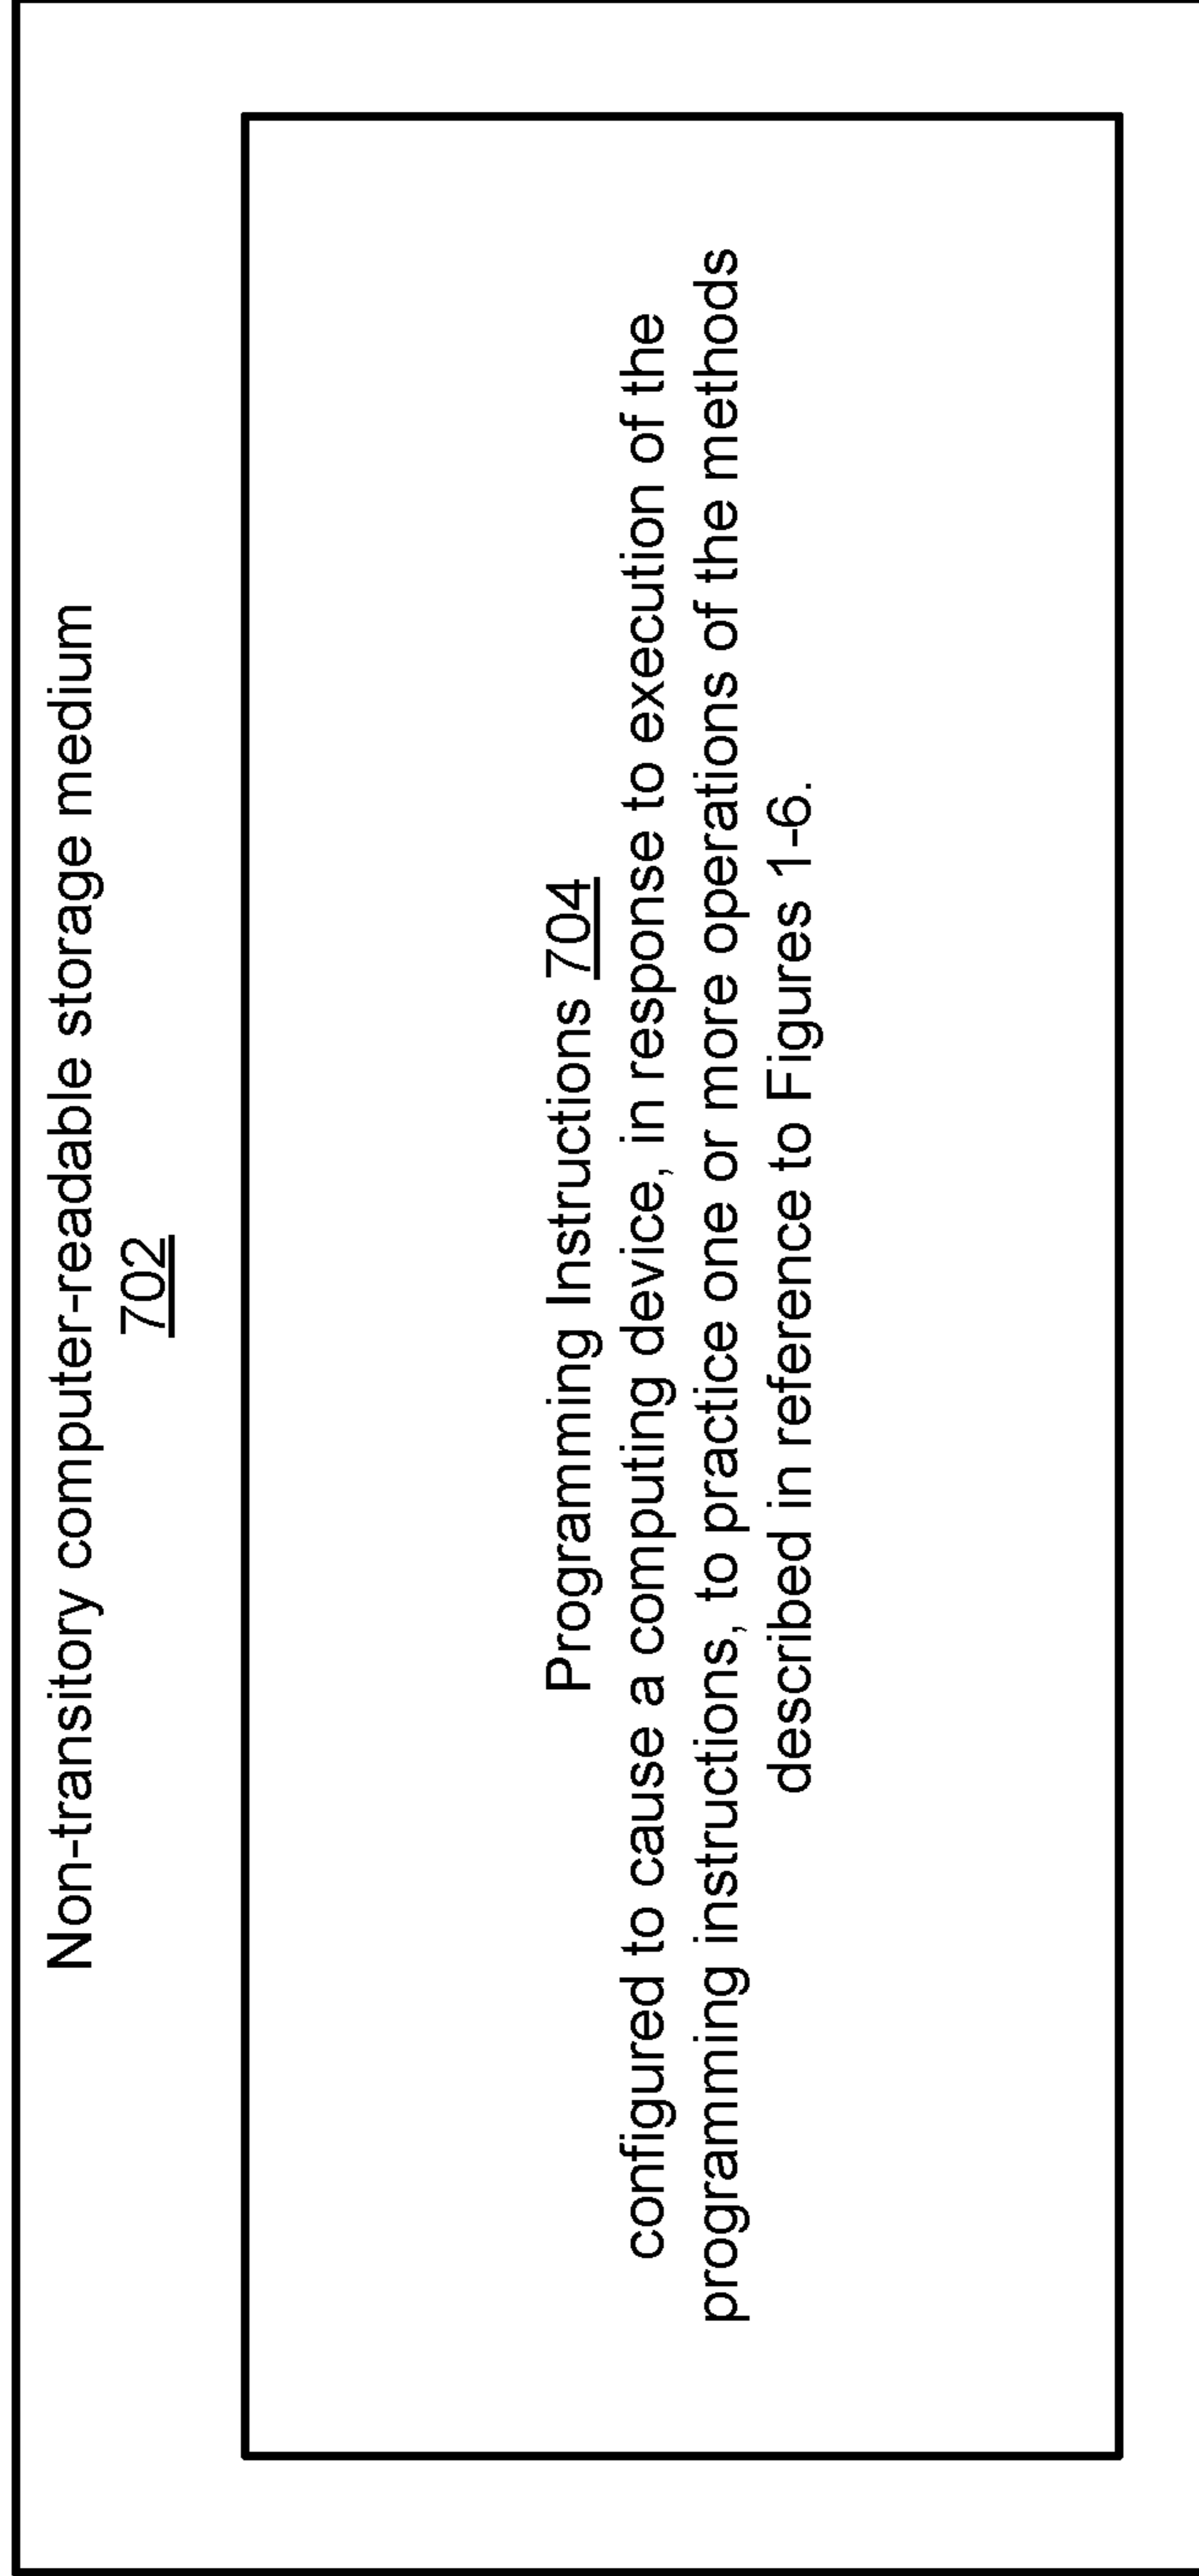 Non-transitory computer-readable storage medium
702
Programming Instructions 704
configured to cause a computing device, in response to execution of the
programming instructions, to practice one or more operations of the methods
described in reference to Figures 1-6.